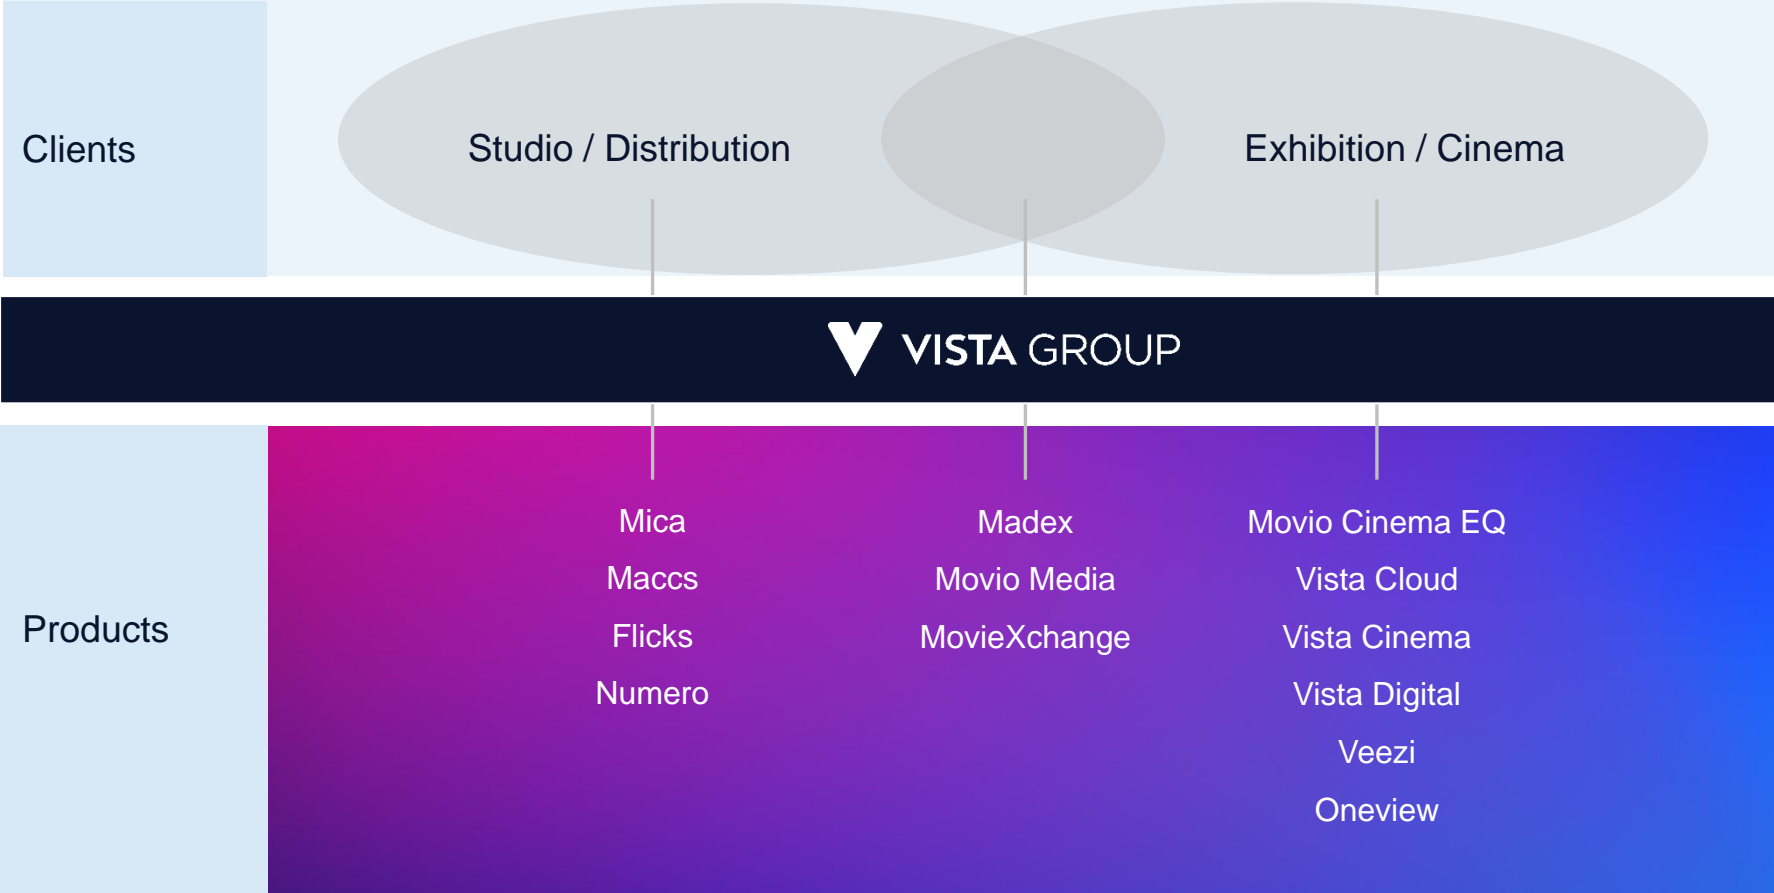 Clients
Studio / Distribution
Exhibition / Cinema
VISTA GROUP
Products
Mica
Maccs
Flicks
Numero
Madex
Movio Media
MovieXchange
Movio Cinema EQ
Vista Cloud
Vista Cinema
Vista Digital
Veezi
Oneview